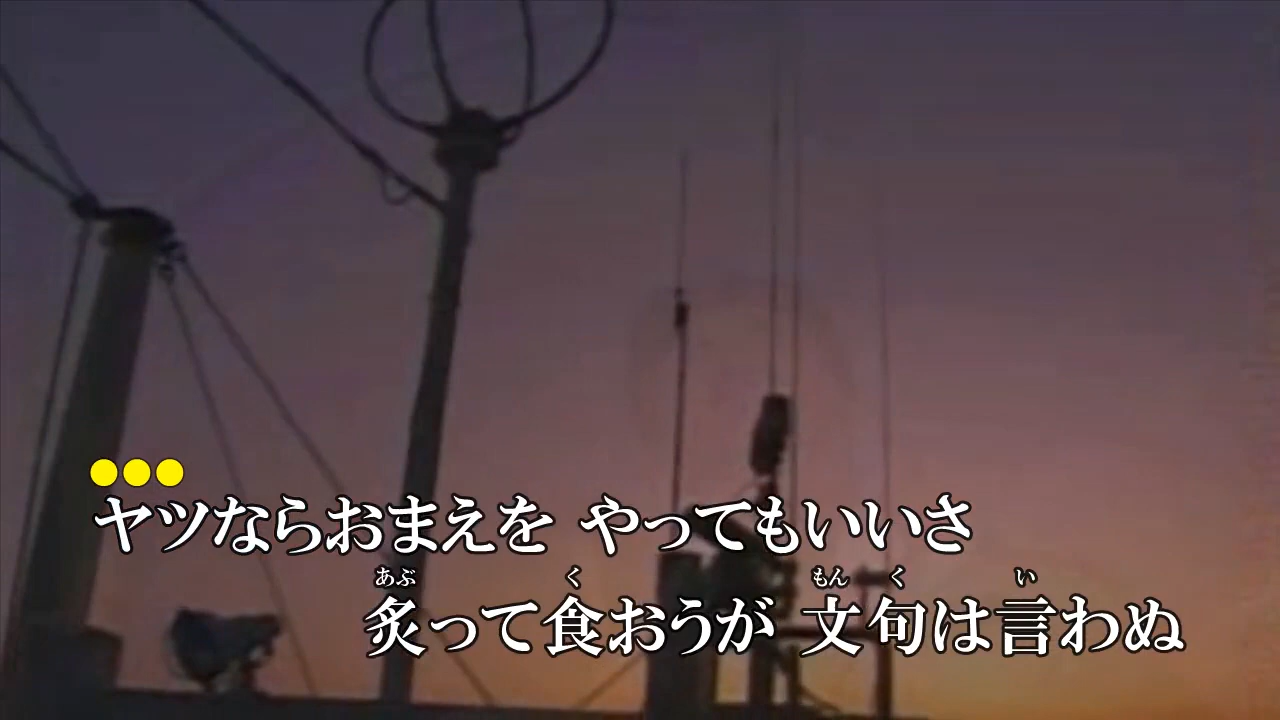 ヤツならおまえを やってもいいさ
あぶ く もん く い
炙って食おうが 文句は言わぬ